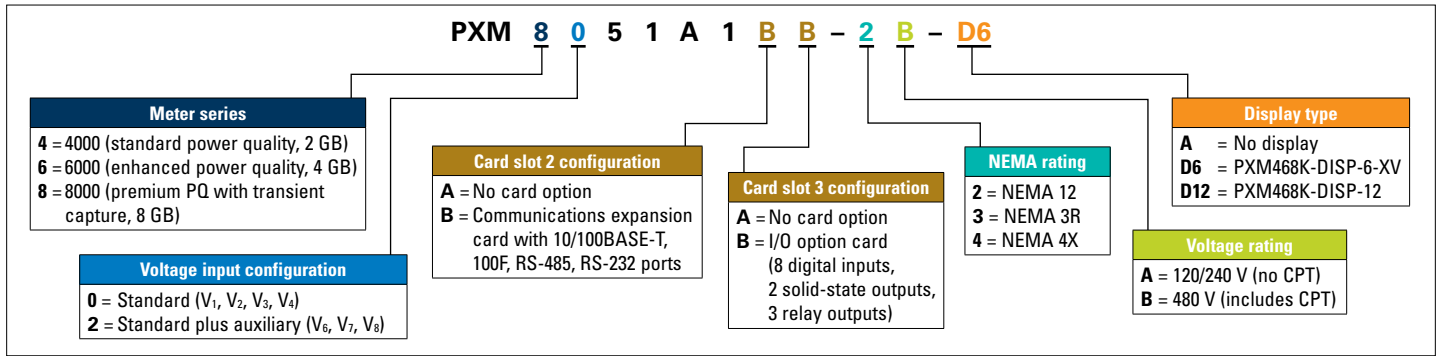 PXM 8 0 5 1 A 1 B B – 2 B – D6
Meter series
4 = 4000 (standard power quality, 2 GB)
6 = 6000 (enhanced power quality, 4 GB)
8 = 8000 (premium PQ with transient
capture, 8 GB)
Voltage input configuration
0 = Standard (V₁, V₂, V₃, V₄)
2 = Standard plus auxiliary (V₆, V₇, V₈)
Card slot 2 configuration
A = No card option
B = Communications expansion
card with 10/100BASE-T,
100F, RS-485, RS-232 ports
Card slot 3 configuration
A = No card option
B = I/O option card
(8 digital inputs,
2 solid-state outputs,
3 relay outputs)
NEMA rating
2 = NEMA 12
3 = NEMA 3R
4 = NEMA 4X
Voltage rating
A = 120/240 V (no CPT)
B = 480 V (includes CPT)
Display type
A = No display
D6 = PXM468K-DISP-6-XV
D12 = PXM468K-DISP-12